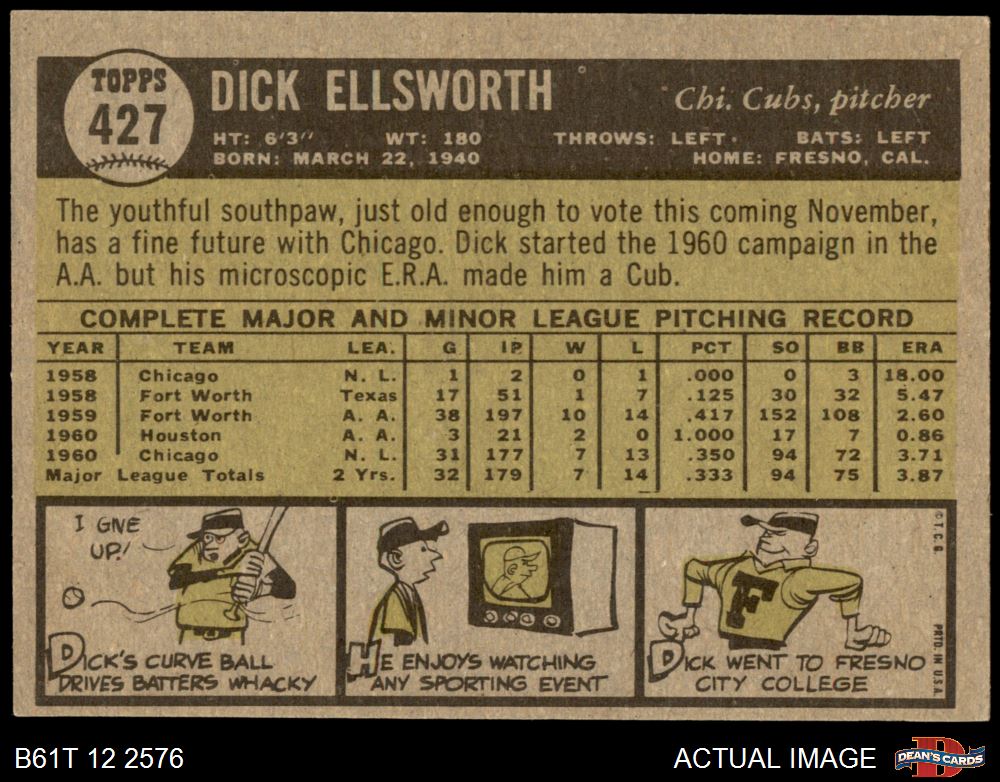 TOPPS
427
DICK ELLSWORTH
Chi. Cubs, pitcher
HT: 6'3" WT: 180 THROWS: LEFT BATS: LEFT
BORN: MARCH 22, 1940 HOME: FRESNO, CAL.
The youthful southpaw, just old enough to vote this coming November,
has a fine future with Chicago. Dick started the 1960 campaign in the
A.A. but his microscopic E.R.A. made him a Cub.
COMPLETE MAJOR AND MINOR LEAGUE PITCHING RECORD
YEAR TEAM LEA. G IP W L PCT SO BB ERA
1958 Chicago N. L. 1 2 0 1 .000 0 3 18.00
1958 Fort Worth Texas 17 51 1 7 .125 30 32 5.47
1959 Fort Worth A. A. 38 197 10 14 .417 152 108 2.60
1960 Houston A. A. 3 21 2 0 1.000 17 7 0.86
1960 Chicago N. L. 31 177 7 13 .350 94 72 3.71
Major League Totals 2 Yrs. 32 179 7 14 .333 94 75 3.87
I GIVE
UP!
DICK'S CURVE BALL
DRIVES BATTERS WHACKY
HE ENJOYS WATCHING
ANY SPORTING EVENT
F
DICK WENT TO FRESNO
CITY COLLEGE
© T. C. G.
PRTD. IN U.S.A.
B61T 12 2576
ACTUAL IMAGE
D
DEAN'S CARDS